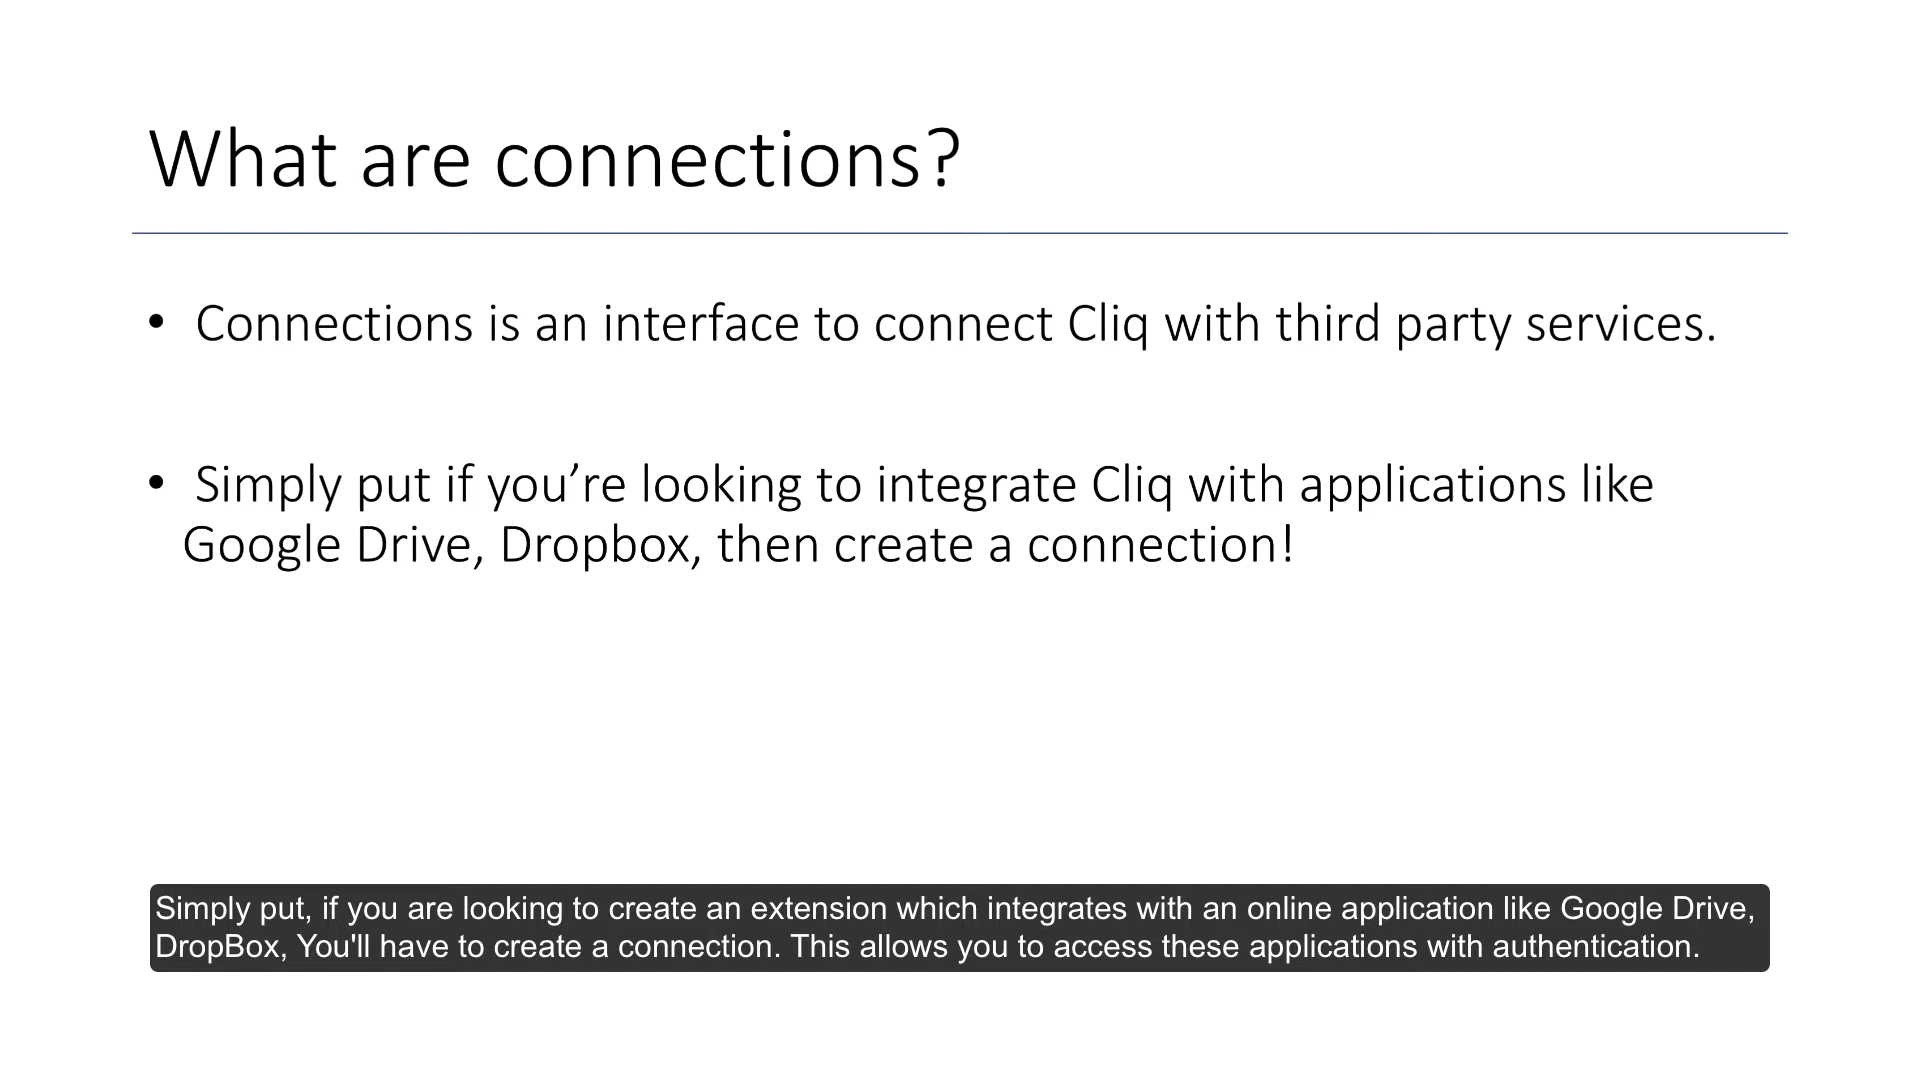 What are connections?
• Connections is an interface to connect Cliq with third party services.
• Simply put if you’re looking to integrate Cliq with applications like
Google Drive, Dropbox, then create a connection!
Simply put, if you are looking to create an extension which integrates with an online application like Google Drive,
DropBox, You'll have to create a connection. This allows you to access these applications with authentication.